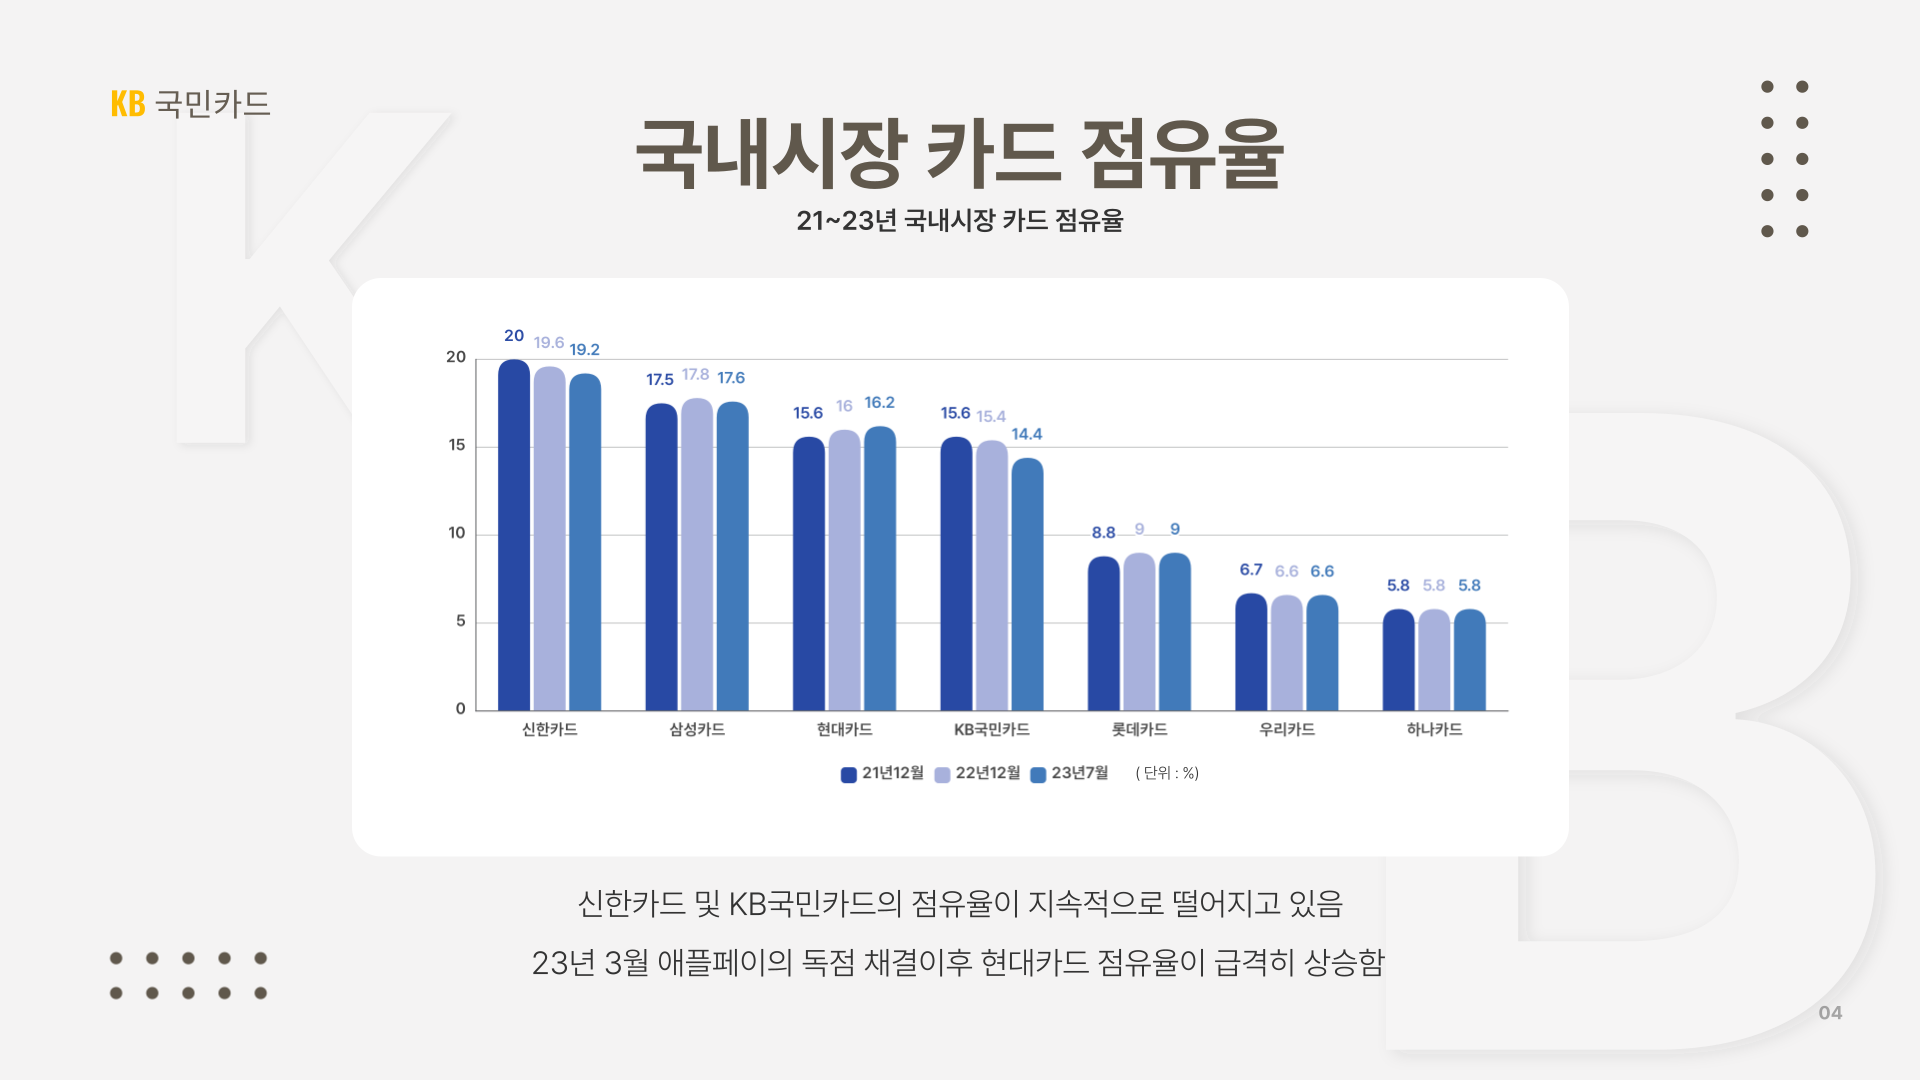 KB 국민카드
국내시장 카드 점유율
21~23년 국내시장 카드 점유율
20 19.6 19.2
17.5 17.8 17.6
15.6 16 16.2
15.6 15.4 14.4
8.8 9 9
6.7 6.6 6.6
5.8 5.8 5.8
20
15
10
5
0
신한카드 삼성카드 현대카드 KB국민카드 롯데카드 우리카드 하나카드
21년12월 22년12월 23년7월 ( 단위 : %)
신한카드 및 KB국민카드의 점유율이 지속적으로 떨어지고 있음
23년 3월 애플페이의 독점 채결이후 현대카드 점유율이 급격히 상승함
04
K
B